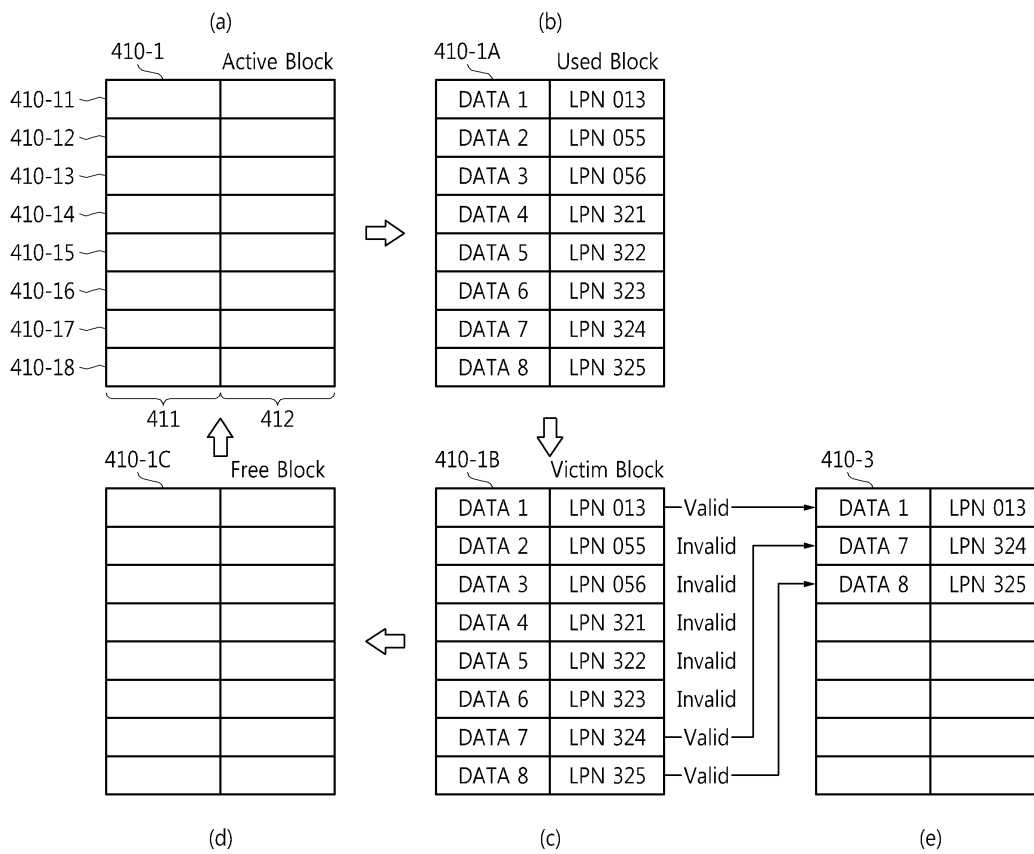 (a)
410-1 Active Block
410-11
410-12
410-13
410-14
410-15
410-16
410-17
410-18
411 412
(b)
410-1A Used Block
DATA 1 LPN 013
DATA 2 LPN 055
DATA 3 LPN 056
DATA 4 LPN 321
DATA 5 LPN 322
DATA 6 LPN 323
DATA 7 LPN 324
DATA 8 LPN 325
410-1C Free Block
(d)
410-1B Victim Block
DATA 1 LPN 013 Valid
DATA 2 LPN 055 Invalid
DATA 3 LPN 056 Invalid
DATA 4 LPN 321 Invalid
DATA 5 LPN 322 Invalid
DATA 6 LPN 323 Invalid
DATA 7 LPN 324 Valid
DATA 8 LPN 325 Valid
(c)
410-3
DATA 1 LPN 013
DATA 7 LPN 324
DATA 8 LPN 325
(e)